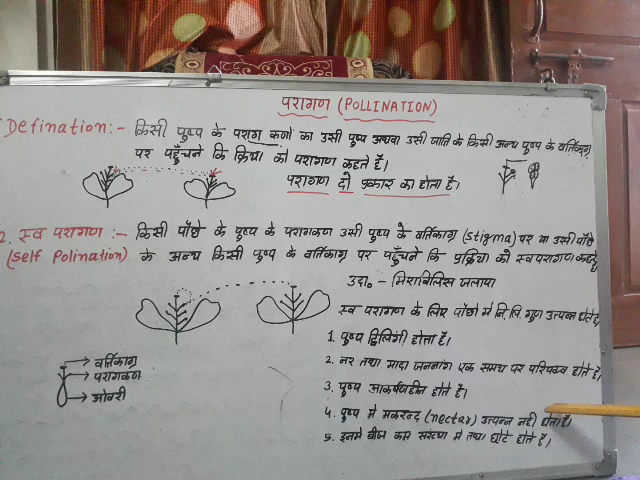 परागण (POLLINATION)
Defination:- किसी पुष्प के पराग कणों का उसी पुष्प अथवा उसी जाति के किसी अन्य पुष्प के वर्तिकाग्र
पर पहुँचने कि क्रिया को परागण कहते है।
परागण दो प्रकार का होता है।
2. स्व परागण :- किसी पौधे के पुष्प के परागकण उसी पुष्प के वर्तिकाग्र (stigma) पर या उसी पौधे
(self Polination) के अन्य किसी पुष्प के वर्तिकाग्र पर पहुँचने कि प्रक्रिया को स्वपरागण कहते है
उदा० - मिराबिलिस जलापा
स्व परागण के लिए पौधो मे नि.लि. गुण उत्पन्न होते है,
1. पुष्प द्विलिंगी होता है।
2. नर तथा मादा जननांग एक समय पर परिपक्व होते है।
3. पुष्प आकर्षणहीन होते है।
4. पुष्प मे मकरन्द (nectar) उत्पन्न नही होता है।
5. इनमे बीज कम संख्या मे तथा छोटे होते है।
वर्तिकाग्र
परागकण
ओवरी